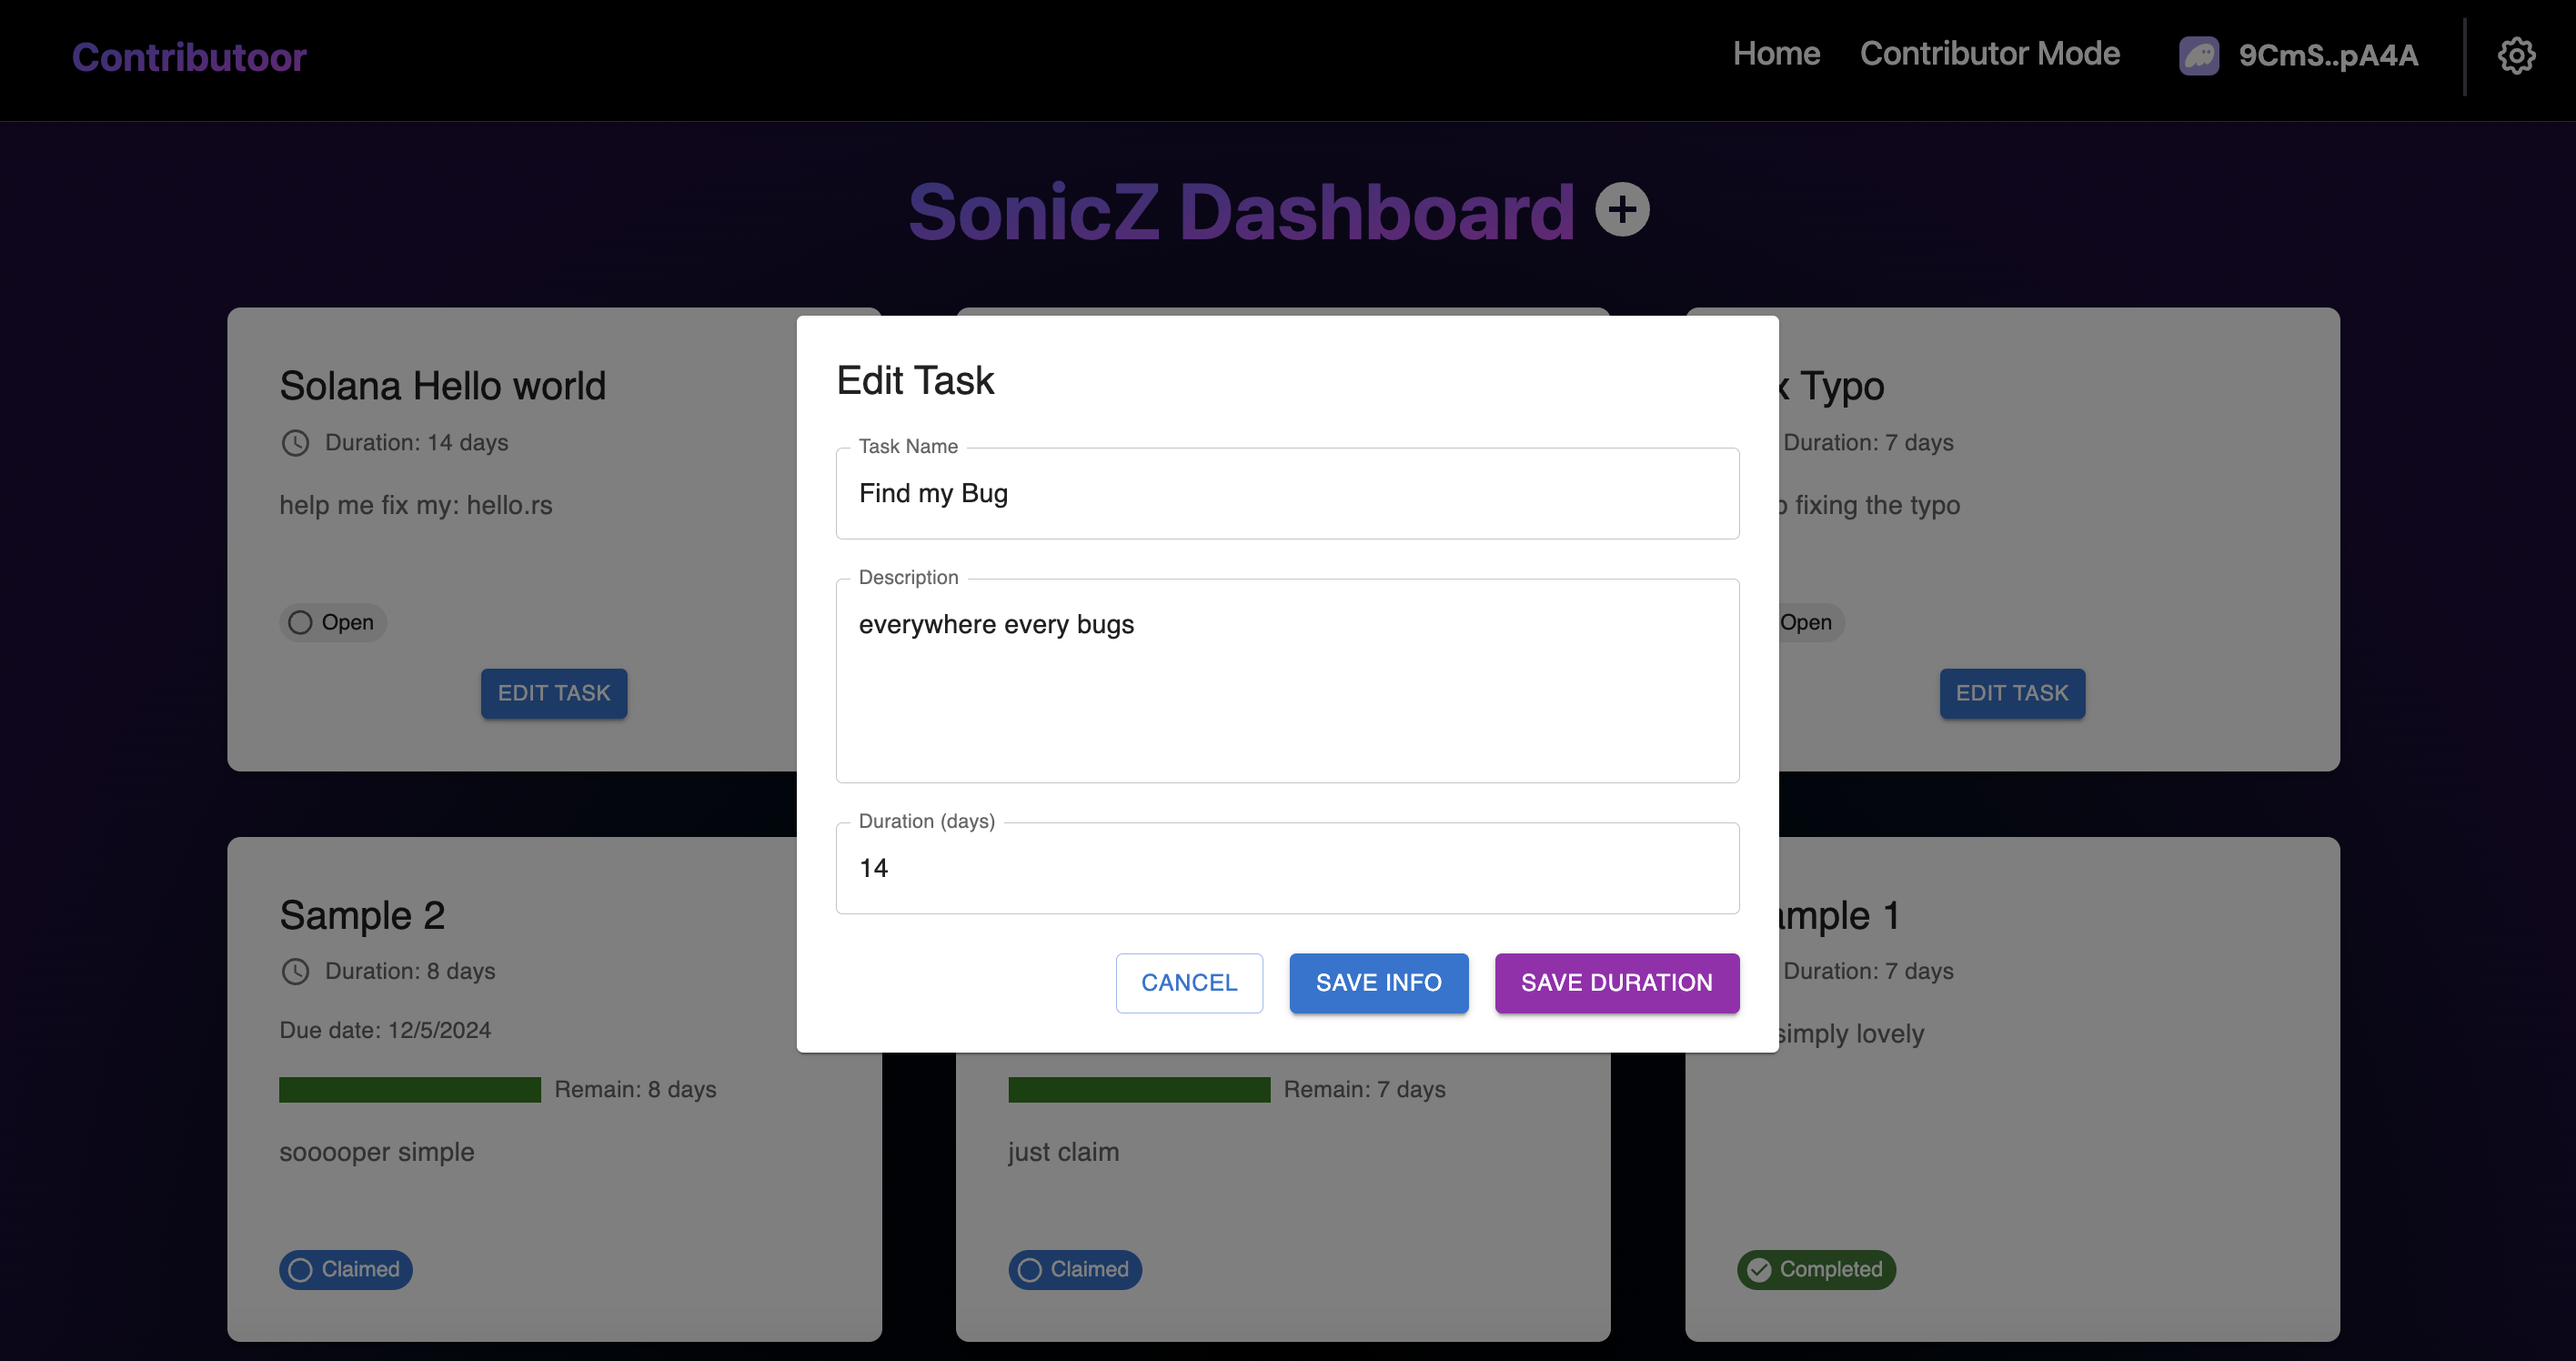 Contributoor
Home
Contributor Mode
9CmS..pA4A
SonicZ Dashboard
Solana Hello world
Duration: 14 days
help me fix my: hello.rs
Open
EDIT TASK
Edit Task
Task Name
Find my Bug
Description
everywhere every bugs
Duration (days)
14
CANCEL
SAVE INFO
SAVE DURATION
Typo
Duration: 7 days
fixing the typo
Open
EDIT TASK
Sample 2
Duration: 8 days
Due date: 12/5/2024
Remain: 8 days
sooooper simple
Claimed
Remain: 7 days
just claim
Claimed
mple 1
Duration: 7 days
simply lovely
Completed